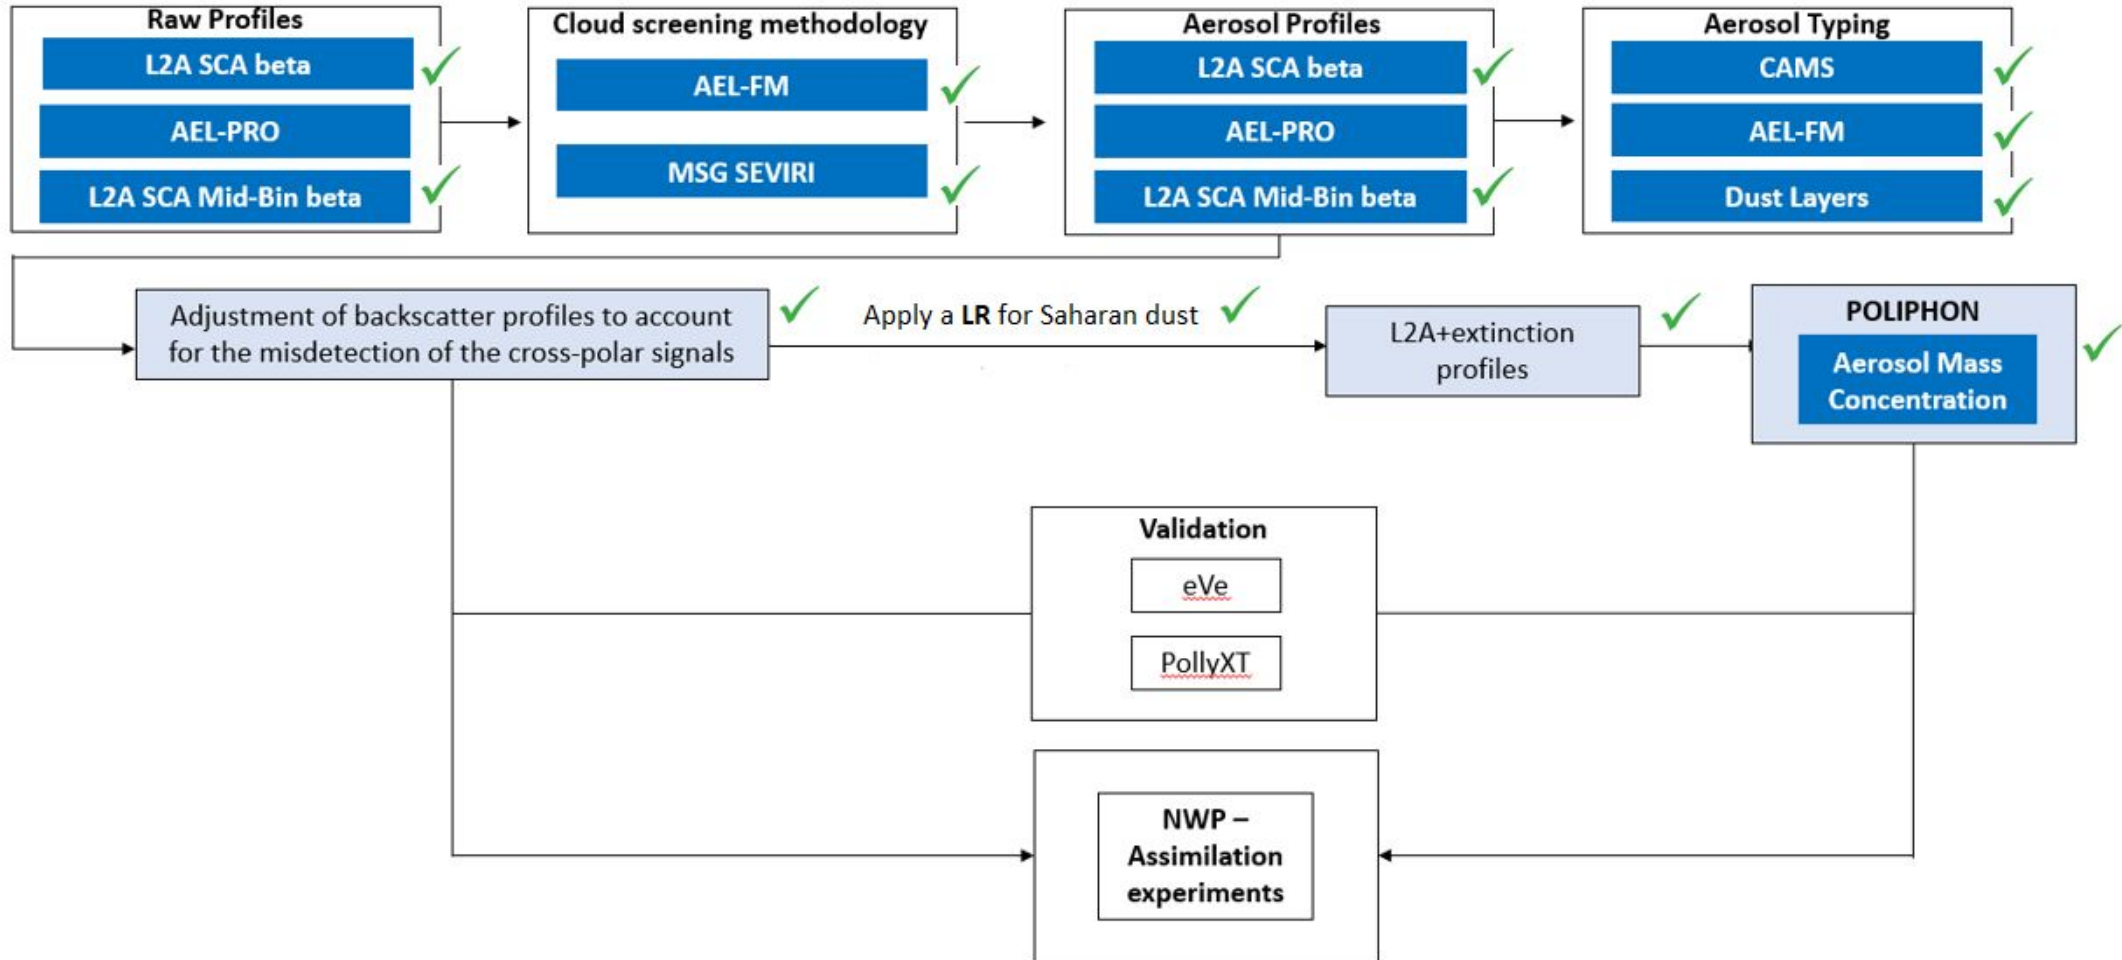 Raw Profiles
L2A SCA beta
AEL-PRO
L2A SCA Mid-Bin beta
Cloud screening methodology
AEL-FM
MSG SEVIRI
Aerosol Profiles
L2A SCA beta
AEL-PRO
L2A SCA Mid-Bin beta
Aerosol Typing
CAMS
AEL-FM
Dust Layers
Adjustment of backscatter profiles to account
for the misdetection of the cross-polar signals
Apply a LR for Saharan dust
L2A+extinction
profiles
POLIPHON
Aerosol Mass
Concentration
Validation
eVe
PollyXT
NWP –
Assimilation
experiments